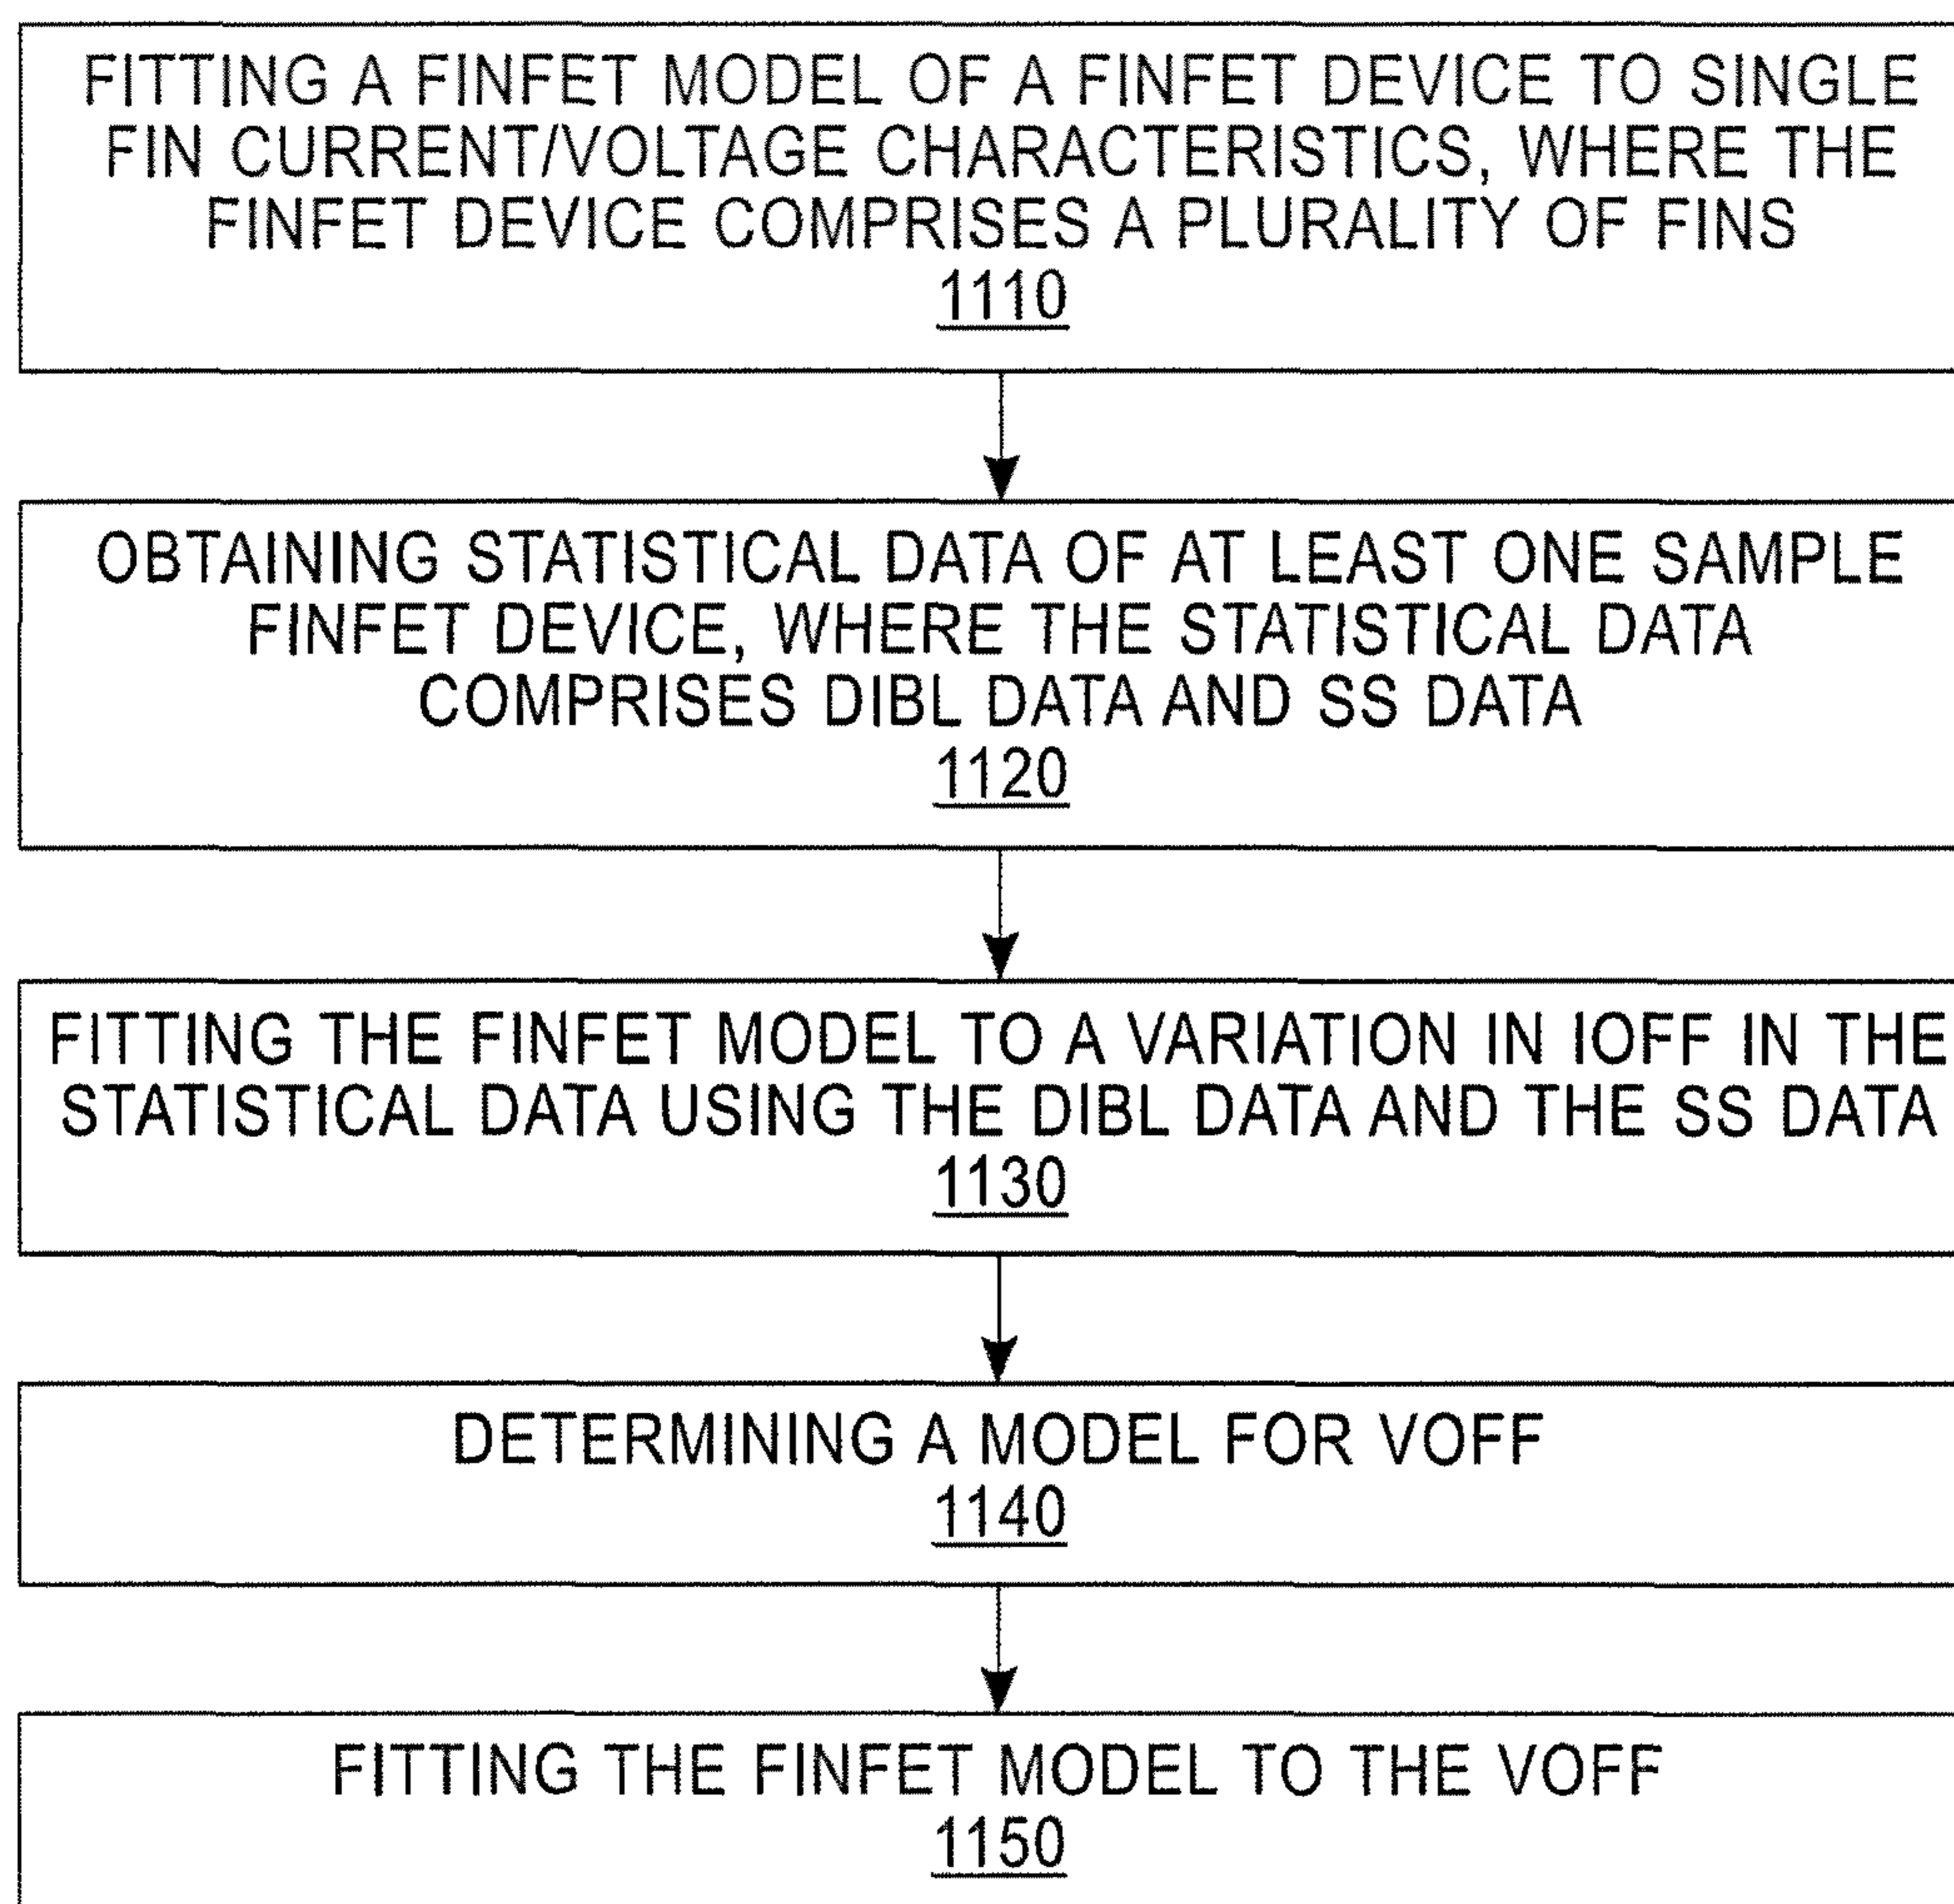 FITTING A FINFET MODEL OF A FINFET DEVICE TO SINGLE
FIN CURRENT/VOLTAGE CHARACTERISTICS, WHERE THE
FINFET DEVICE COMPRISES A PLURALITY OF FINS
1110
OBTAINING STATISTICAL DATA OF AT LEAST ONE SAMPLE
FINFET DEVICE, WHERE THE STATISTICAL DATA
COMPRISES DIBL DATA AND SS DATA
1120
FITTING THE FINFET MODEL TO A VARIATION IN IOFF IN THE
STATISTICAL DATA USING THE DIBL DATA AND THE SS DATA
1130
DETERMINING A MODEL FOR VOFF
1140
FITTING THE FINFET MODEL TO THE VOFF
1150